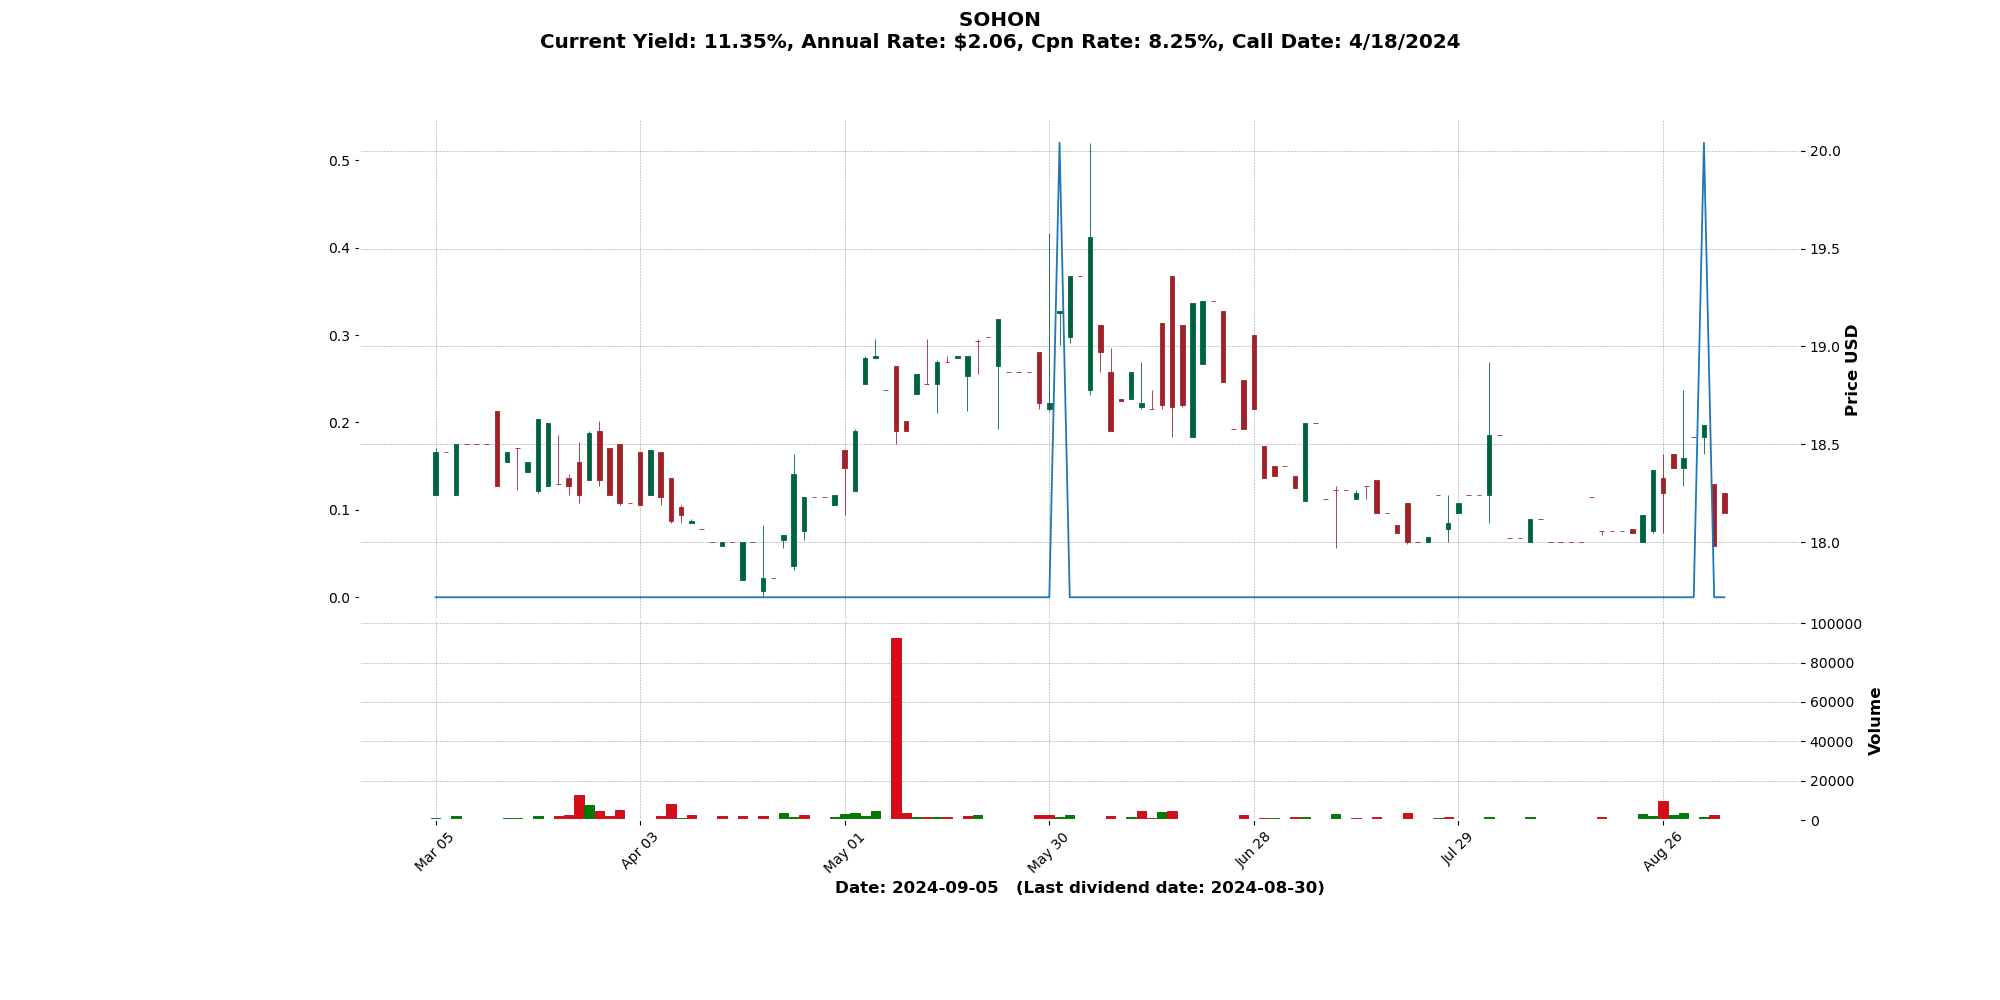 SOHON
Current Yield: 11.35%, Annual Rate: $2.06, Cpn Rate: 8.25%, Call Date: 4/18/2024
0.5
0.4
0.3
0.2
0.1
0.0
20.0
19.5
19.0
18.5
18.0
Price USD
100000
80000
60000
40000
20000
0
Volume
Mar 05
Apr 03
May 01
May 30
Jun 28
Jul 29
Aug 26
Date: 2024-09-05 (Last dividend date: 2024-08-30)